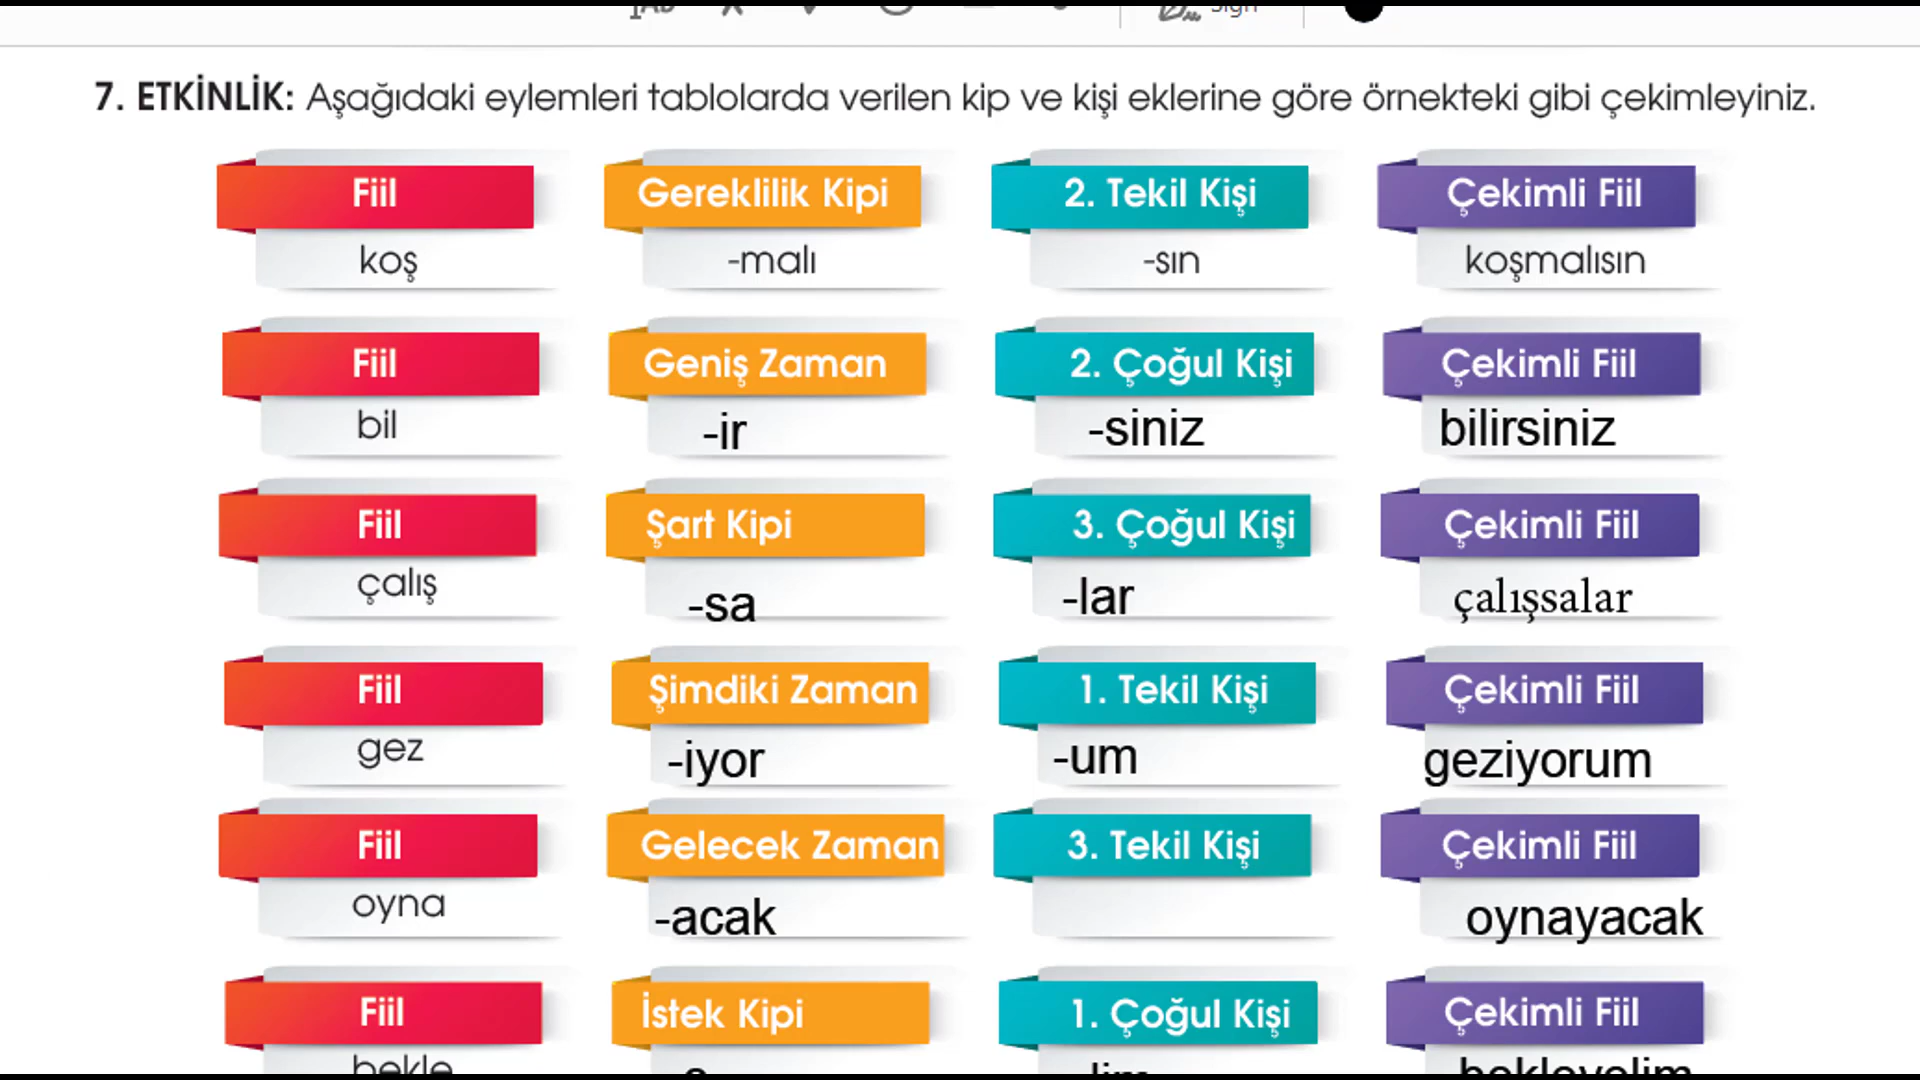 Sign
7. ETKİNLİK: Aşağıdaki eylemleri tablolarda verilen kip ve kişi eklerine göre örnekteki gibi çekimleyiniz.
Fiil Gereklilik Kipi 2. Tekil Kişi Çekimli Fiil
koş -malı -sın koşmalısın
Fiil Geniş Zaman 2. Çoğul Kişi Çekimli Fiil
bil -ir -siniz bilirsiniz
Fiil Şart Kipi 3. Çoğul Kişi Çekimli Fiil
çalış -sa -lar çalışsalar
Fiil Şimdiki Zaman 1. Tekil Kişi Çekimli Fiil
gez -iyor -um geziyorum
Fiil Gelecek Zaman 3. Tekil Kişi Çekimli Fiil
oyna -acak oynayacak
Fiil İstek Kipi 1. Çoğul Kişi Çekimli Fiil
bekle